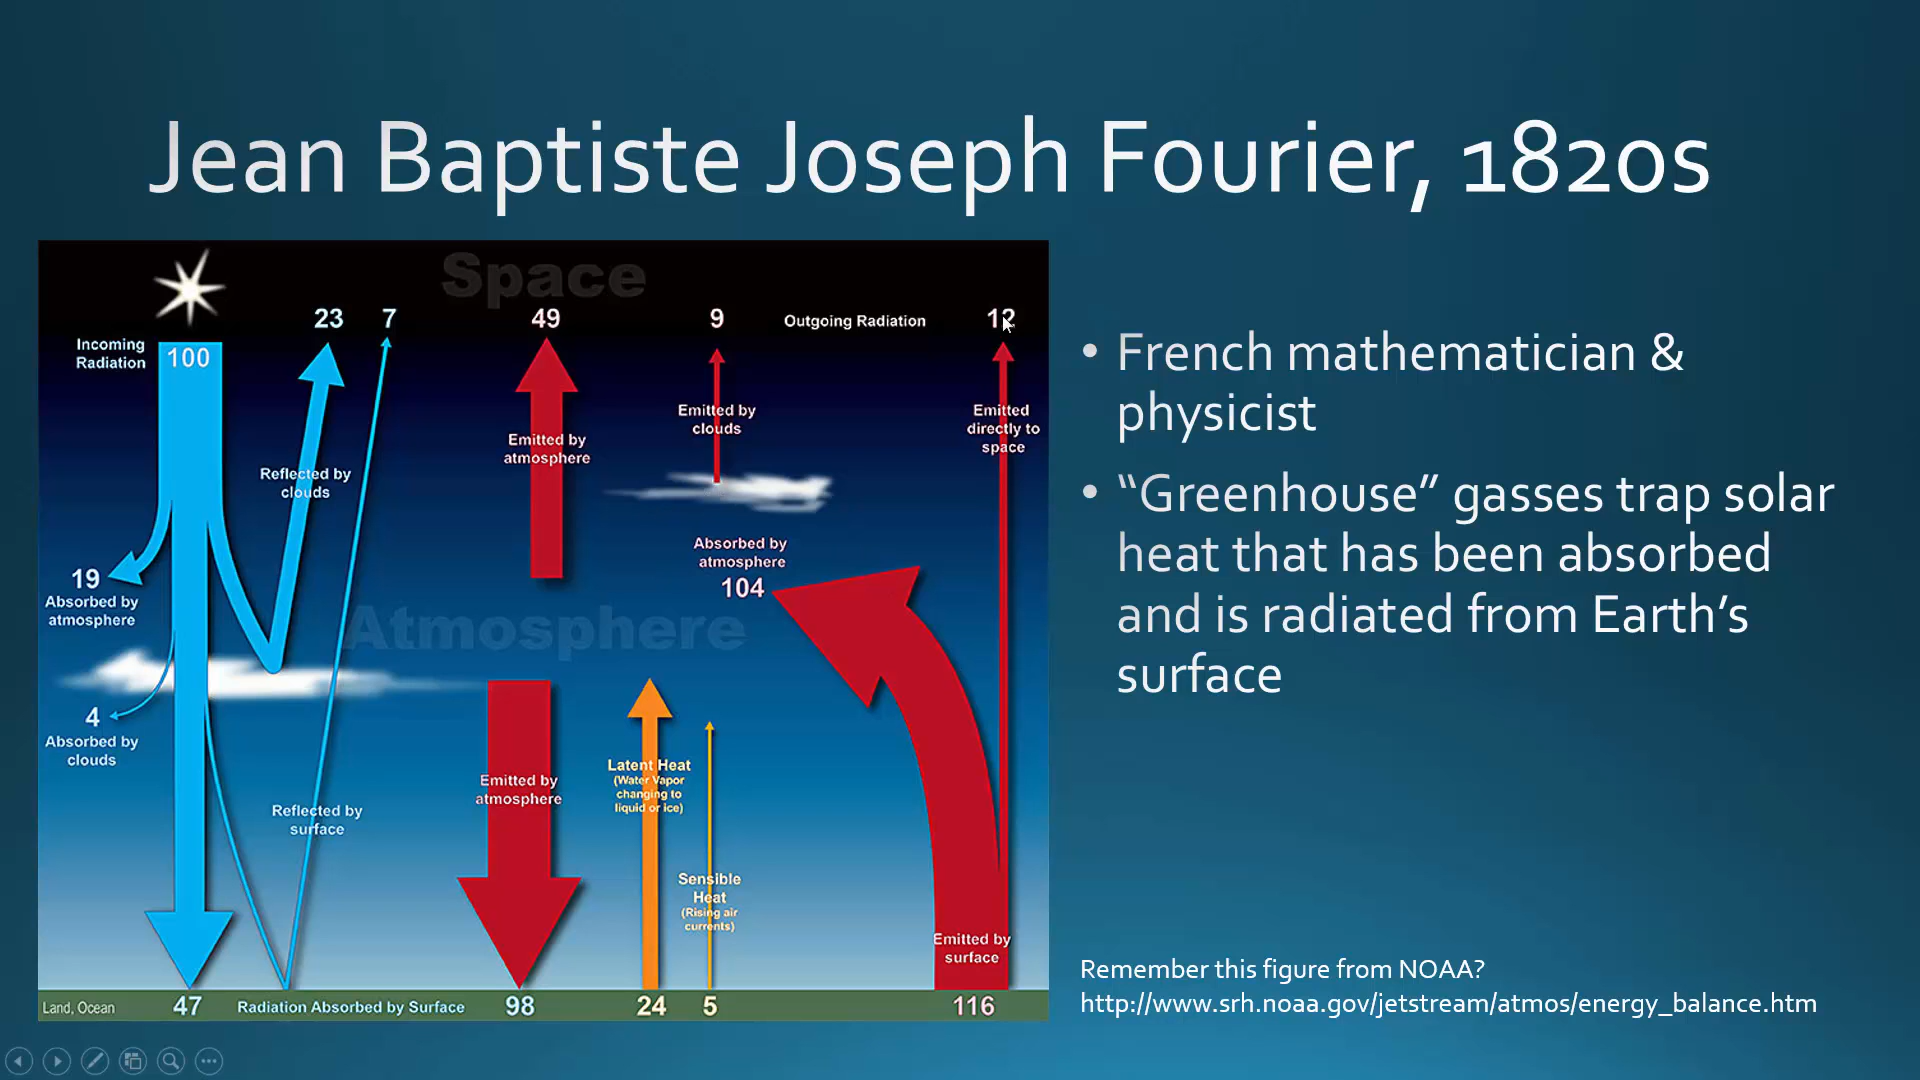 Jean Baptiste Joseph Fourier, 1820s
Space
23
7
49
9
Outgoing Radiation
12
Incoming
Radiation
100
Reflected by
clouds
Emitted by
atmosphere
Emitted by
clouds
Emitted
directly to
space
19
Absorbed by
atmosphere
Absorbed by
atmosphere
104
Atmosphere
4
Absorbed by
clouds
Reflected by
surface
Emitted by
atmosphere
Latent Heat
(Water Vapor
changing to
liquid or ice)
Sensible
Heat
(Rising air
currents)
Emitted by
surface
Land, Ocean
47
Radiation Absorbed by Surface
98
24
5
116
• French mathematician &
physicist
• “Greenhouse” gasses trap solar
heat that has been absorbed
and is radiated from Earth’s
surface
Remember this figure from NOAA?
http://www.srh.noaa.gov/jetstream/atmos/energy_balance.htm